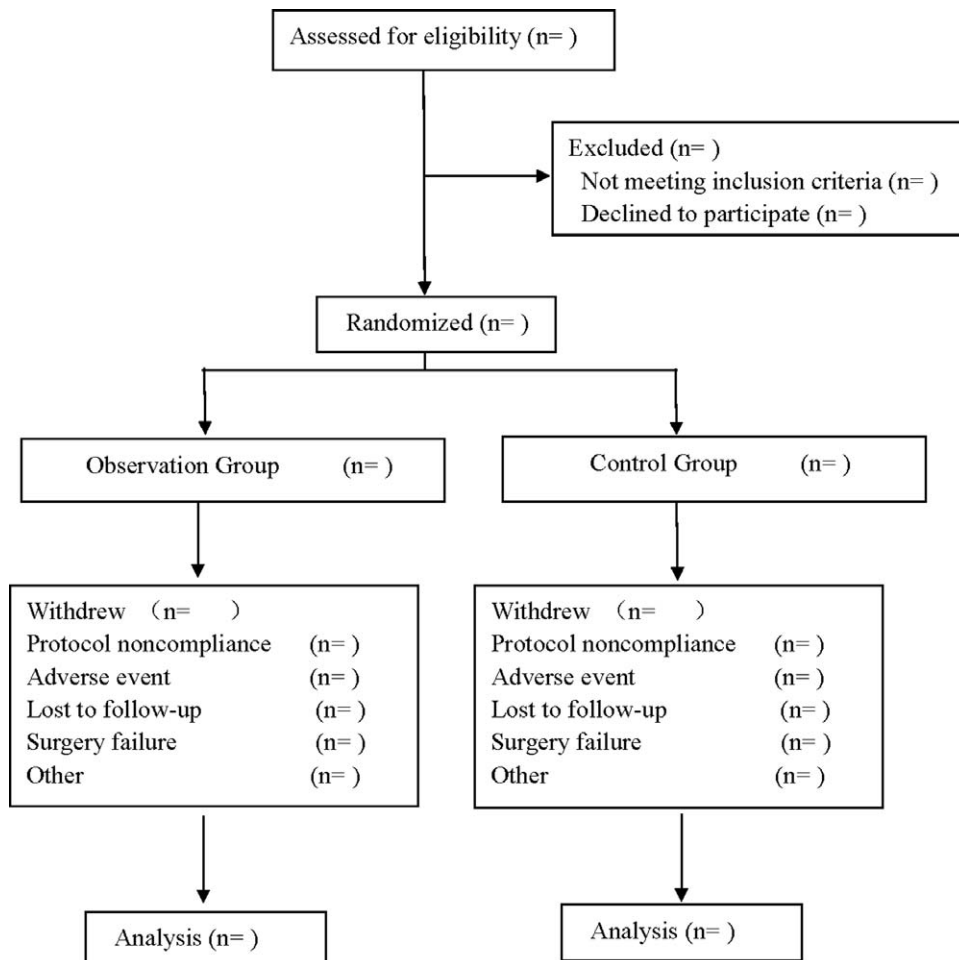 Assessed for eligibility (n= )
Excluded (n= )
Not meeting inclusion criteria (n= )
Declined to participate (n= )
Randomized (n= )
Observation Group (n= )
Control Group (n= )
Withdrew （n= ）
Protocol noncompliance (n= )
Adverse event (n= )
Lost to follow-up (n= )
Surgery failure (n= )
Other (n= )
Withdrew （n= ）
Protocol noncompliance (n= )
Adverse event (n= )
Lost to follow-up (n= )
Surgery failure (n= )
Other (n= )
Analysis (n= )
Analysis (n= )